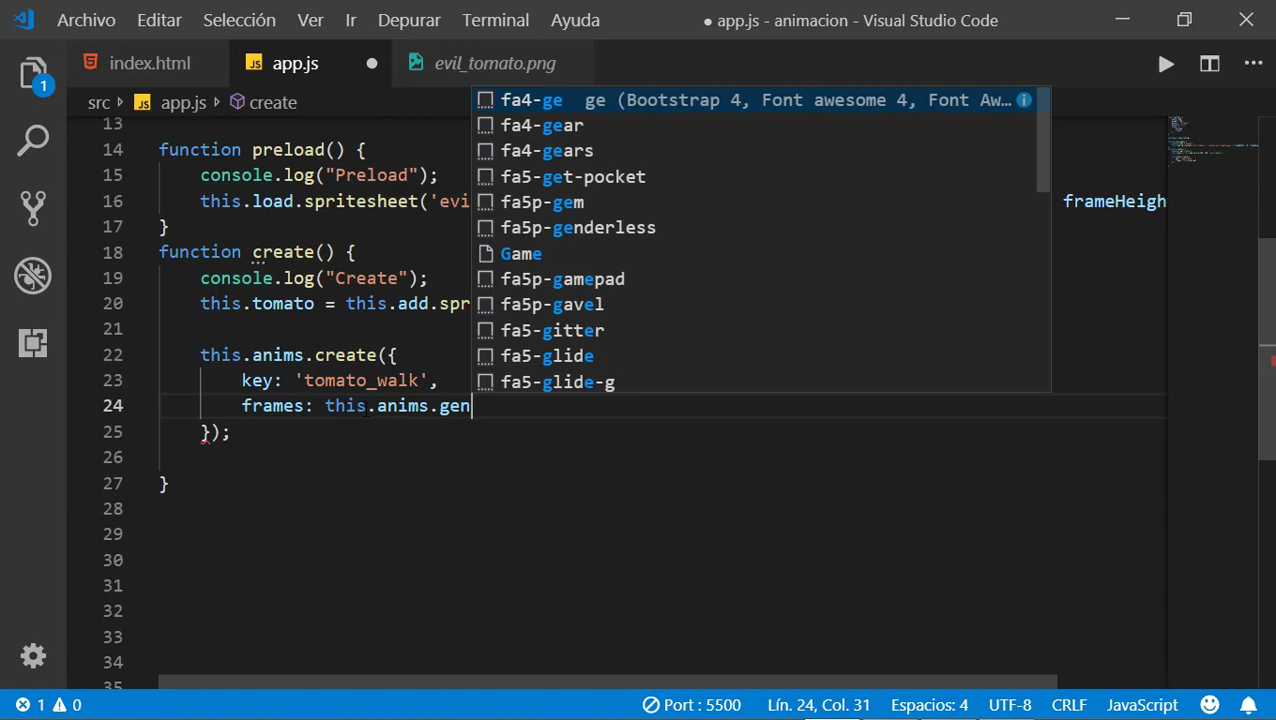 Archivo Editar Selección Ver Ir Depurar Terminal Ayuda ● app.js - animacion - Visual Studio Code
index.html JS app.js ● evil_tomato.png
src JS app.js create
1
fa4-ge ge (Bootstrap 4, Font awesome 4, Font Aw…
fa4-gear
fa4-gears
fa5-get-pocket
fa5p-gem
fa5p-genderless
Game
fa5p-gamepad
fa5p-gavel
fa5-gitter
fa5-glide
fa5-glide-g
13
14 function preload() {
15 console.log("Preload");
16 this.load.spritesheet('evi frameHeigh
17 }
18 function create() {
19 console.log("Create");
20 this.tomato = this.add.spr
21
22 this.anims.create({
23 key: 'tomato_walk',
24 frames: this.anims.gen
25 });
26
27 }
28
29
30
31
32
33
34
35
1 0 Port : 5500 Lín. 24, Col. 31 Espacios: 4 UTF-8 CRLF JavaScript